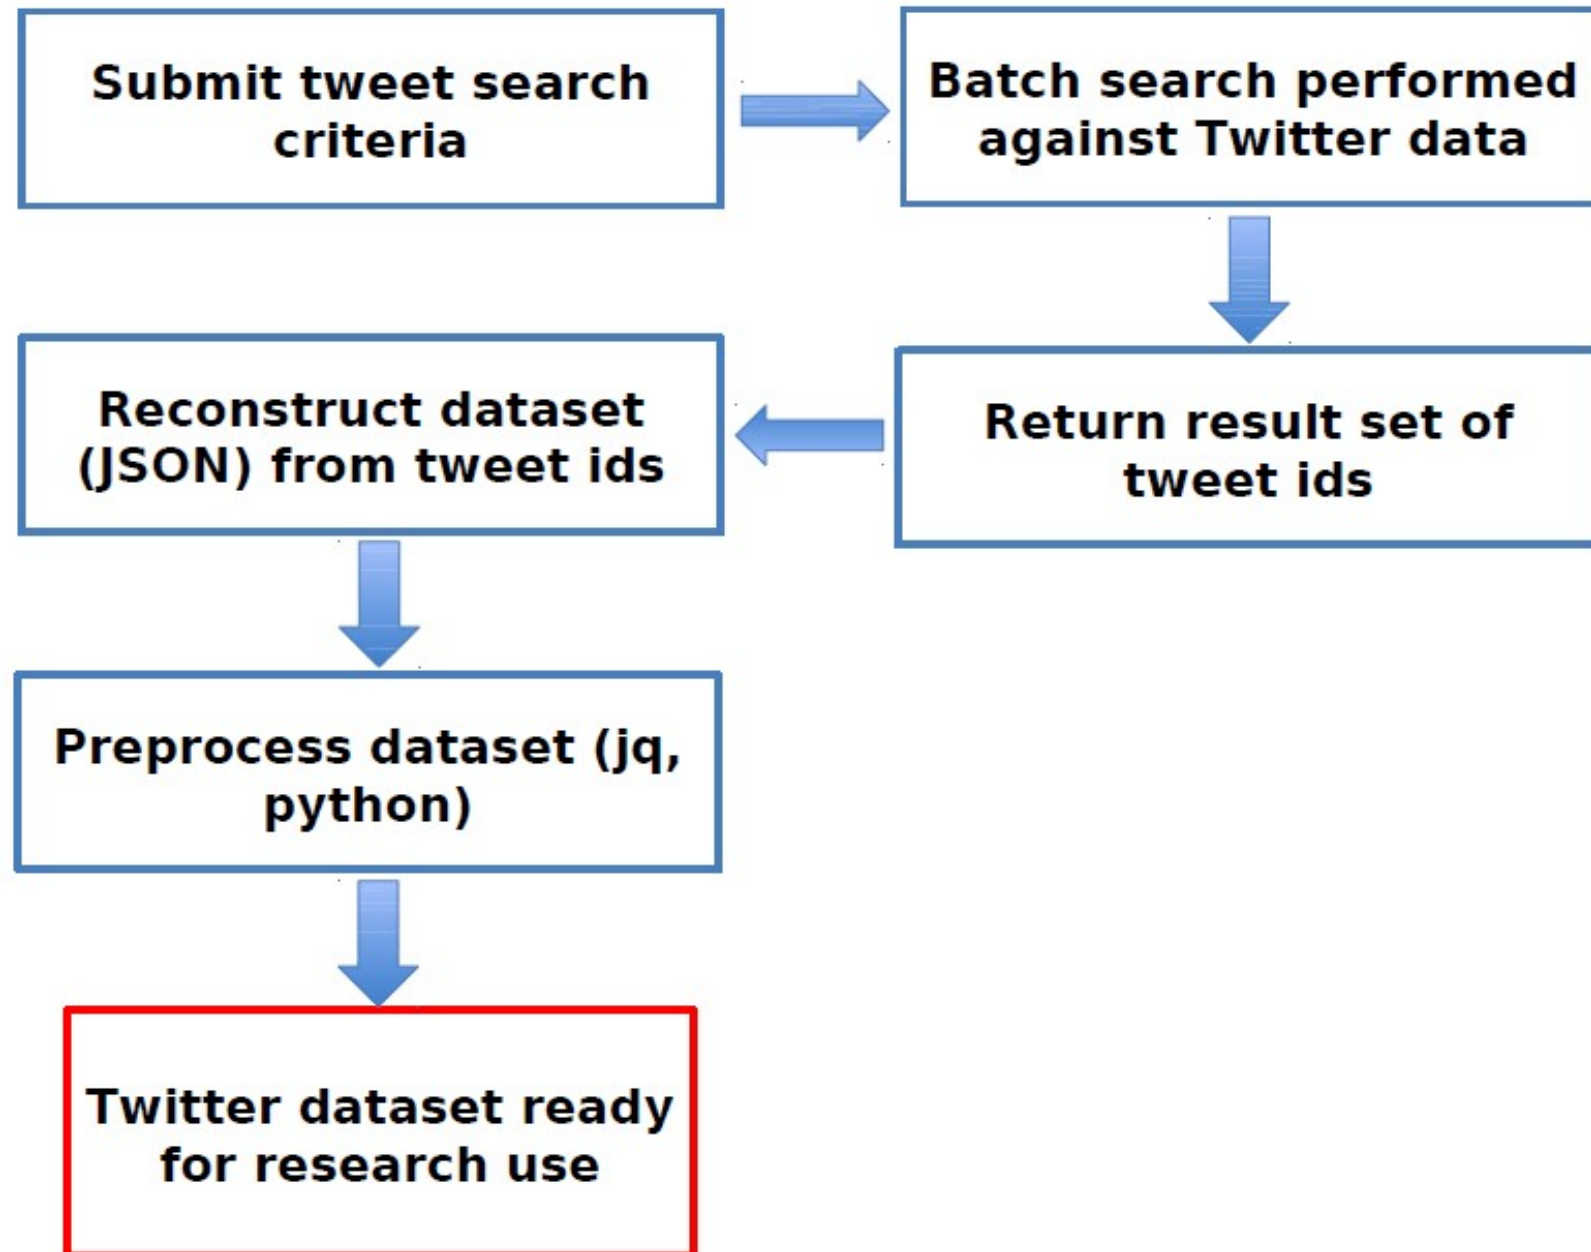 Submit tweet search
criteria
Batch search performed
against Twitter data
Return result set of
tweet ids
Reconstruct dataset
(JSON) from tweet ids
Preprocess dataset (jq,
python)
Twitter dataset ready
for research use